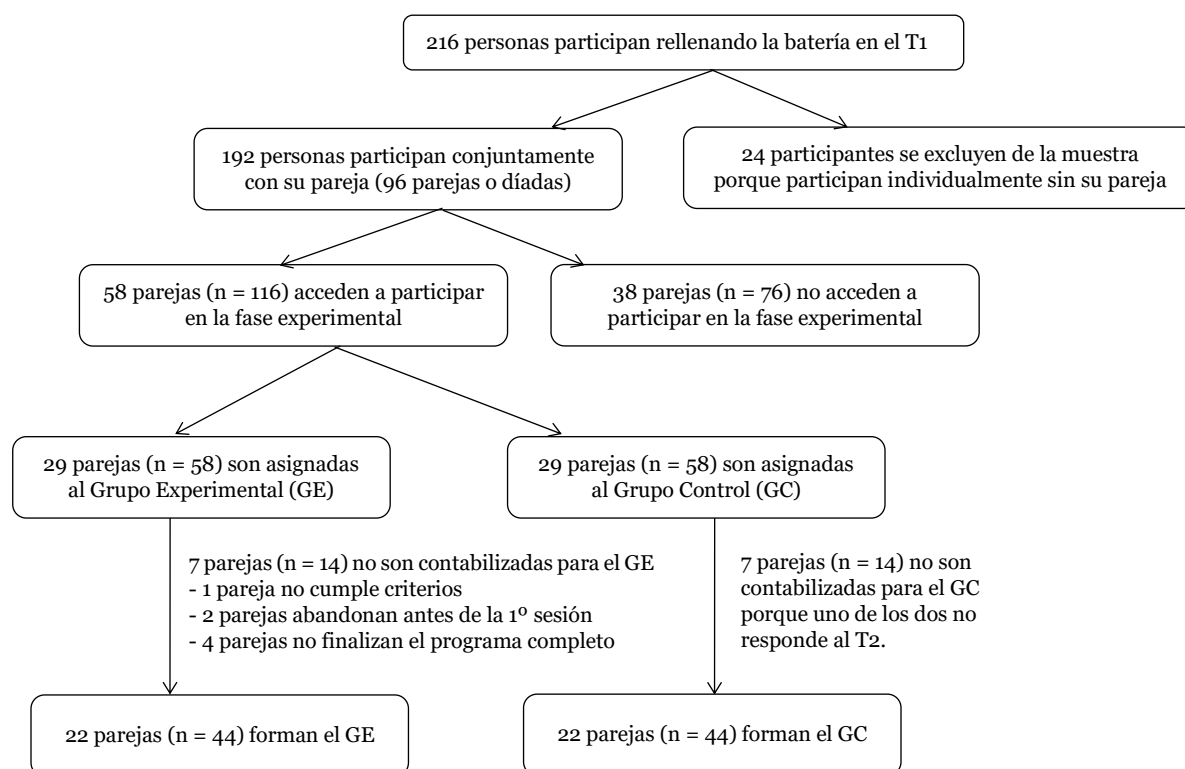 216 personas participan rellenando la batería en el T1
192 personas participan conjuntamente
con su pareja (96 parejas o díadas)
24 participantes se excluyen de la muestra
porque participan individualmente sin su pareja
58 parejas (n = 116) acceden a participar
en la fase experimental
38 parejas (n = 76) no acceden a
participar en la fase experimental
29 parejas (n = 58) son asignadas
al Grupo Experimental (GE)
29 parejas (n = 58) son asignadas
al Grupo Control (GC)
7 parejas (n = 14) no son contabilizadas para el GE
- 1 pareja no cumple criterios
- 2 parejas abandonan antes de la 1º sesión
- 4 parejas no finalizan el programa completo
7 parejas (n = 14) no son
contabilizadas para el GC
porque uno de los dos no
responde al T2.
22 parejas (n = 44) forman el GE
22 parejas (n = 44) forman el GC